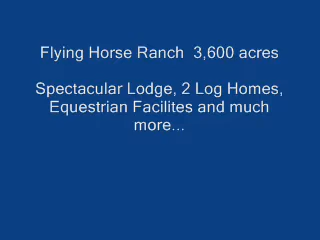 Flying Horse Ranch  3,600 acres
Spectacular Lodge, 2 Log Homes,
Equestrian Facilites and much
more...